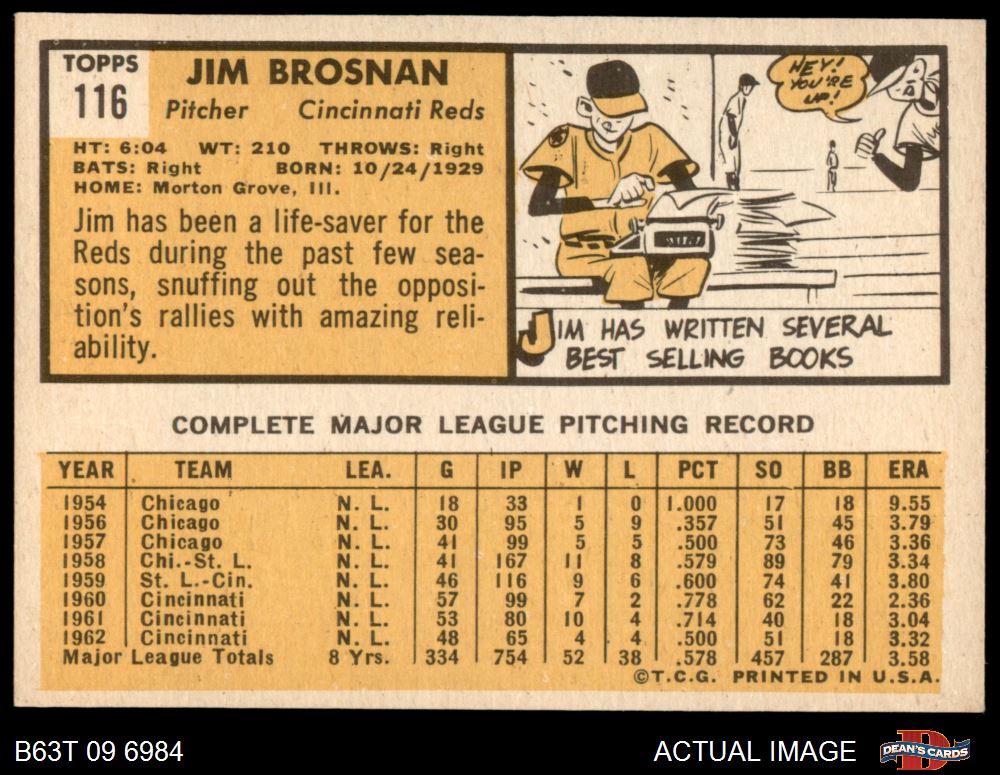 TOPPS
116
JIM BROSNAN
Pitcher Cincinnati Reds
HT: 6:04 WT: 210 THROWS: Right
BATS: Right BORN: 10/24/1929
HOME: Morton Grove, Ill.
Jim has been a life-saver for the
Reds during the past few sea-
sons, snuffing out the opposi-
tion's rallies with amazing reli-
ability.
HEY!
YOU'RE
UP!
JIM HAS WRITTEN SEVERAL
BEST SELLING BOOKS
COMPLETE MAJOR LEAGUE PITCHING RECORD
YEAR TEAM LEA. G IP W L PCT SO BB ERA
1954 Chicago N. L. 18 33 1 0 1.000 17 18 9.55
1956 Chicago N. L. 30 95 5 9 .357 51 45 3.79
1957 Chicago N. L. 41 99 5 5 .500 73 46 3.36
1958 Chi.-St. L. N. L. 41 167 11 8 .579 89 79 3.34
1959 St. L.-Cin. N. L. 46 116 9 6 .600 74 41 3.80
1960 Cincinnati N. L. 57 99 7 2 .778 62 22 2.36
1961 Cincinnati N. L. 53 80 10 4 .714 40 18 3.04
1962 Cincinnati N. L. 48 65 4 4 .500 51 18 3.32
Major League Totals 8 Yrs. 334 754 52 38 .578 457 287 3.58
©T.C.G. PRINTED IN U.S.A.
B63T 09 6984
ACTUAL IMAGE
D
DEAN'S CARDS